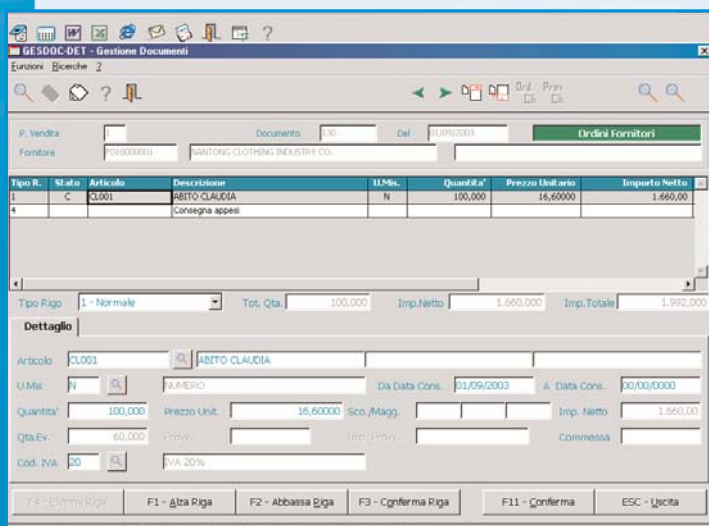 GESDOC-DET - Gestione Documenti
Funzioni Ricerche ?
Ord. Cli Prev Cli
P. Vendita 1 Documento 130 Del 01/09/2003 Ordini Fornitori
Fornitore F010000001 NANTONG CLOTHING INDUSTRY CO.
Tipo R. Stato Articolo Descrizione U.Mis. Quantita' Prezzo Unitario Importo Netto
1 C CL001 ABITO CLAUDIA N 100,000 16,60000 1.660,00
4 Consegna appesi
Tipo Rigo 1 - Normale Tot. Qta. 100,000 Imp.Netto 1.660,000 Imp.Totale 1.992,000
Dettaglio
Articolo CL001 ABITO CLAUDIA
U.Mis N NUMERO Da Data Cons. 01/09/2003 A Data Cons. 00/00/0000
Quantita' 100,000 Prezzo Unit. 16,60000 Sco./Magg. Imp. Netto 1.660,00
Qta.Ev. 60,000 Provv. Imp. Provv. Commessa
Cod. IVA 20 IVA 20%
F4 - Elimina Riga F1 - Alza Riga F2 - Abbassa Riga F3 - Conferma Riga F11 - Conferma ESC - Uscita